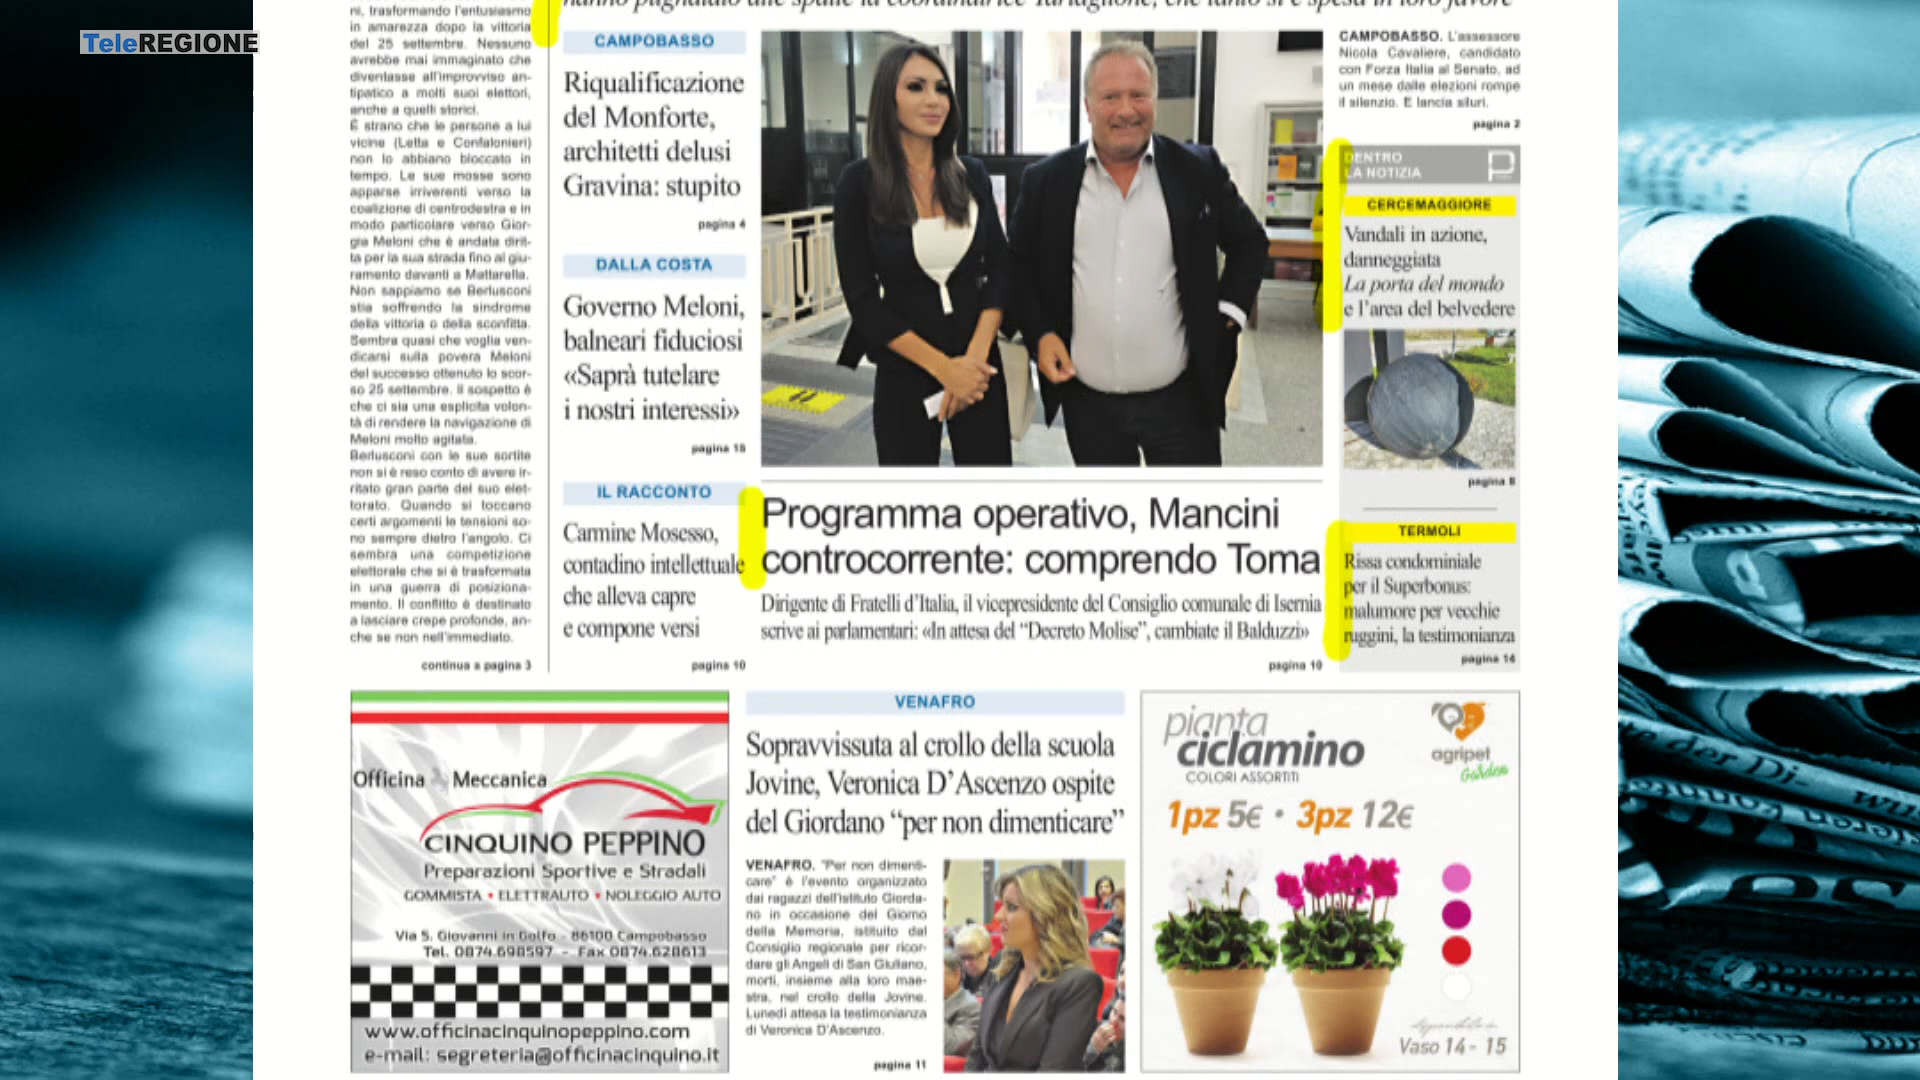 TeleREGIONE
ni, trasformando l'entusiasmo
in amarezza dopo la vittoria
del 25 settembre. Nessuno
avrebbe mai immaginato che
diventasse all'improvviso an-
tipatico a molti suoi elettori,
anche a quelli storici.
È strano che le persone a lui
vicine (Letta e Confalonieri)
non lo abbiano bloccato in
tempo. Le sue mosse sono
apparse irriverenti verso la
coalizione di centrodestra e in
modo particolare verso Gior-
gia Meloni che è andata dirit-
ta per la sua strada fino al giu-
ramento davanti a Mattarella.
Non sappiamo se Berlusconi
stia soffrendo la sindrome
della vittoria o della sconfitta.
Sembra quasi che voglia ven-
dicarsi sulla povera Meloni
del successo ottenuto lo scor-
so 25 settembre. Il sospetto è
che ci sia una esplicita volon-
tà di rendere la navigazione di
Meloni molto agitata.
Berlusconi con le sue sortite
non si è reso conto di avere ir-
ritato gran parte del suo elet-
torato. Quando si toccano
certi argomenti le tensioni so-
no sempre dietro l'angolo. Ci
sembra una competizione
elettorale che si è trasformata
in una guerra di posiziona-
mento. Il conflitto è destinato
a lasciare crepe profonde, an-
che se non nell'immediato.
continua a pagina 3
hanno pugnalato alle spalle la coordinatrice Tartaglione, che tanto si è spesa in loro favore
CAMPOBASSO
Riqualificazione
del Monforte,
architetti delusi
Gravina: stupito
pagina 4
DALLA COSTA
Governo Meloni,
balneari fiduciosi
«Saprà tutelare
i nostri interessi»
pagina 15
IL RACCONTO
Carmine Mosesso,
contadino intellettuale
che alleva capre
e compone versi
pagina 10
Programma operativo, Mancini
controcorrente: comprendo Toma
Dirigente di Fratelli d'Italia, il vicepresidente del Consiglio comunale di Isernia
scrive ai parlamentari: «In attesa del “Decreto Molise”, cambiate il Balduzzi»
pagina 10
CAMPOBASSO. L'assessore
Nicola Cavaliere, candidato
con Forza Italia al Senato, ad
un mese dalle elezioni rompe
il silenzio. E lancia siluri.
pagina 2
DENTRO
LA NOTIZIA
P
CERCEMAGGIORE
Vandali in azione,
danneggiata
La porta del mondo
e l'area del belvedere
pagina 8
TERMOLI
Rissa condominiale
per il Superbonus:
malumore per vecchie
ruggini, la testimonianza
pagina 14
Officina Meccanica
CINQUINO PEPPINO
Preparazioni Sportive e Stradali
GOMMISTA • ELETTRAUTO • NOLEGGIO AUTO
Via S. Giovanni in Golfo - 86100 Campobasso
Tel. 0874.698597 - Fax 0874.628613
www.officinacinquinopeppino.com
e-mail: segreteria@officinacinquino.it
VENAFRO
Sopravvissuta al crollo della scuola
Jovine, Veronica D'Ascenzo ospite
del Giordano “per non dimenticare”
VENAFRO. "Per non dimenti-
care" è l'evento organizzato
dai ragazzi dell'Istituto Giorda-
no in occasione del Giorno
della Memoria, istituito dal
Consiglio regionale per ricor-
dare gli Angeli di San Giuliano,
morti, insieme alla loro mae-
stra, nel crollo della Jovine.
Lunedì attesa la testimonianza
di Veronica D'Ascenzo.
pagina 11
pianta
ciclamino
COLORI ASSORTITI
agripet
Garden
1pz 5€ • 3pz 12€
Vaso 14 - 15